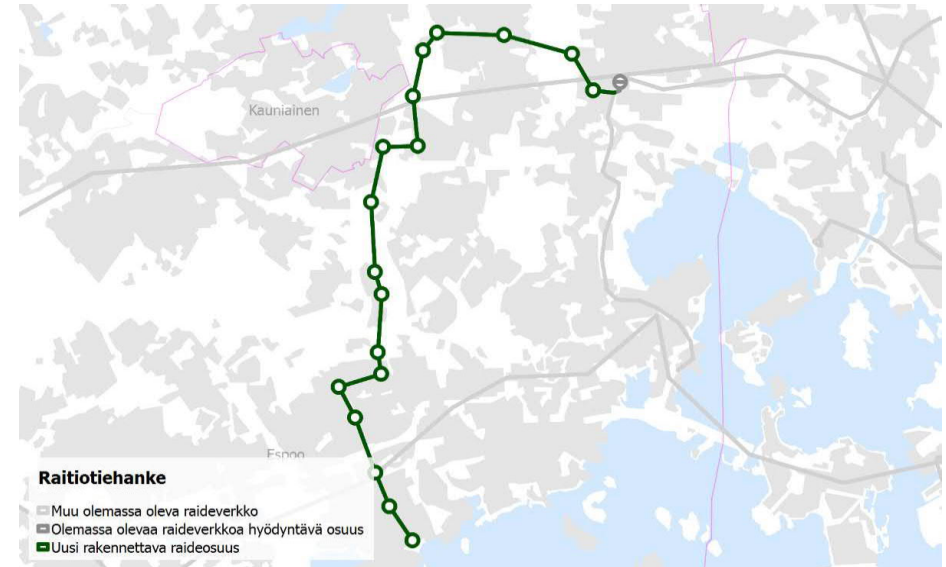 Kauniainen
Espoo
Raitiotiehanke
Muu olemassa oleva raideverkko
Olemassa olevaa raideverkkoa hyödyntävä osuus
Uusi rakennettava raideosuus